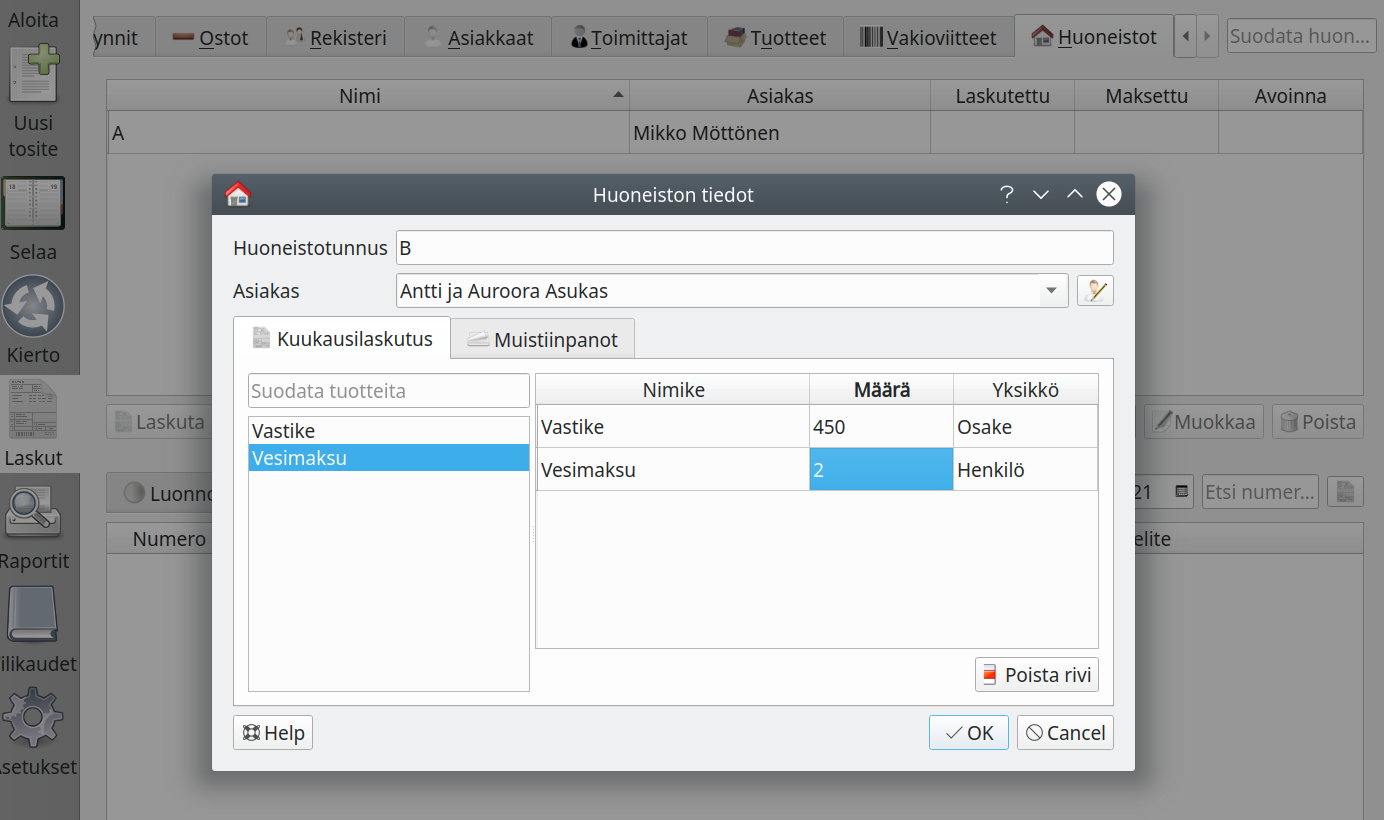 Aloita
Uusi
tosite
Selaa
Kierto
Laskut
Raportit
ilikaudet
Asetukset
ynnit
Ostot
Rekisteri
Asiakkaat
Toimittajat
Tuotteet
Vakioviitteet
Huoneistot
Suodata huon...
Nimi
Asiakas
Laskutettu
Maksettu
Avoinna
A
Mikko Möttönen
Laskuta
Muokkaa
Poista
Luonno
21
Etsi numer...
Numero
elite
Huoneiston tiedot
Huoneistotunnus
B
Asiakas
Antti ja Auroora Asukas
Kuukausilaskutus
Muistiinpanot
Suodata tuotteita
Vastike
Vesimaksu
Nimike
Määrä
Yksikkö
Vastike
450
Osake
Vesimaksu
2
Henkilö
Poista rivi
Help
OK
Cancel